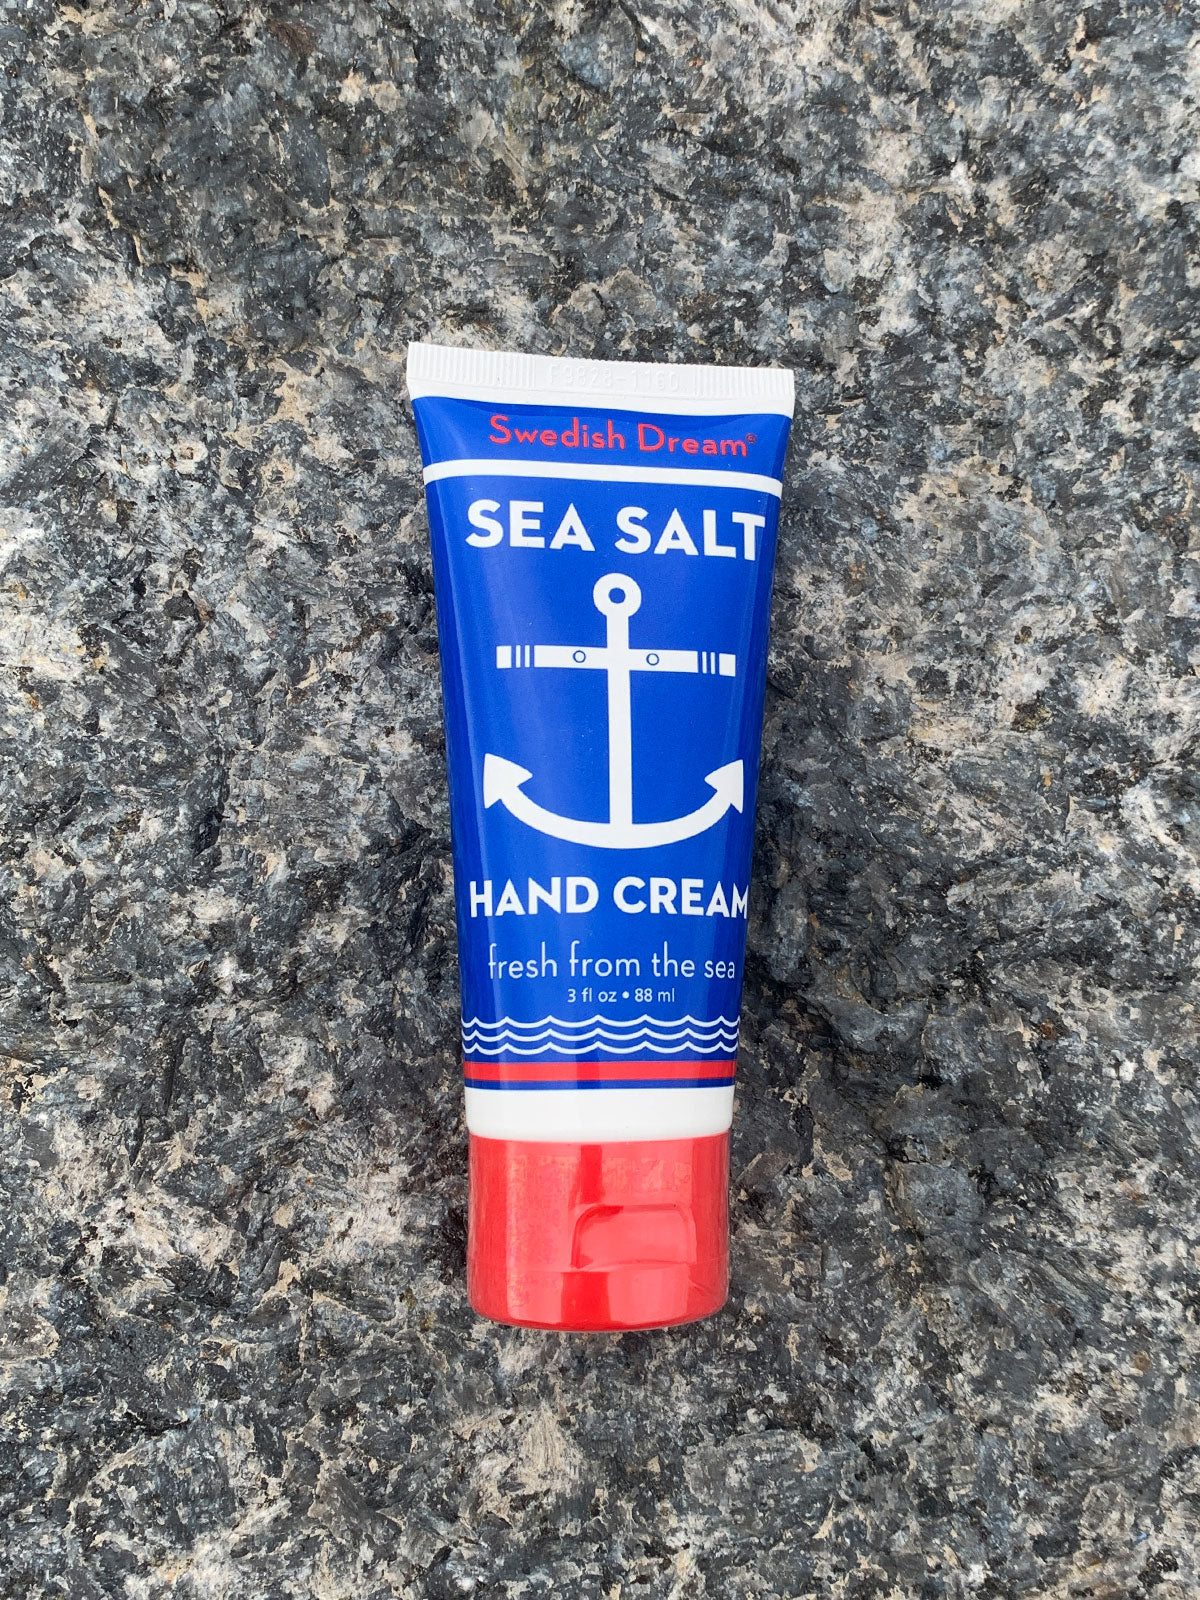 Swedish Dream®
SEA SALT
HAND CREAM
fresh from the sea
3 fl oz • 88 ml